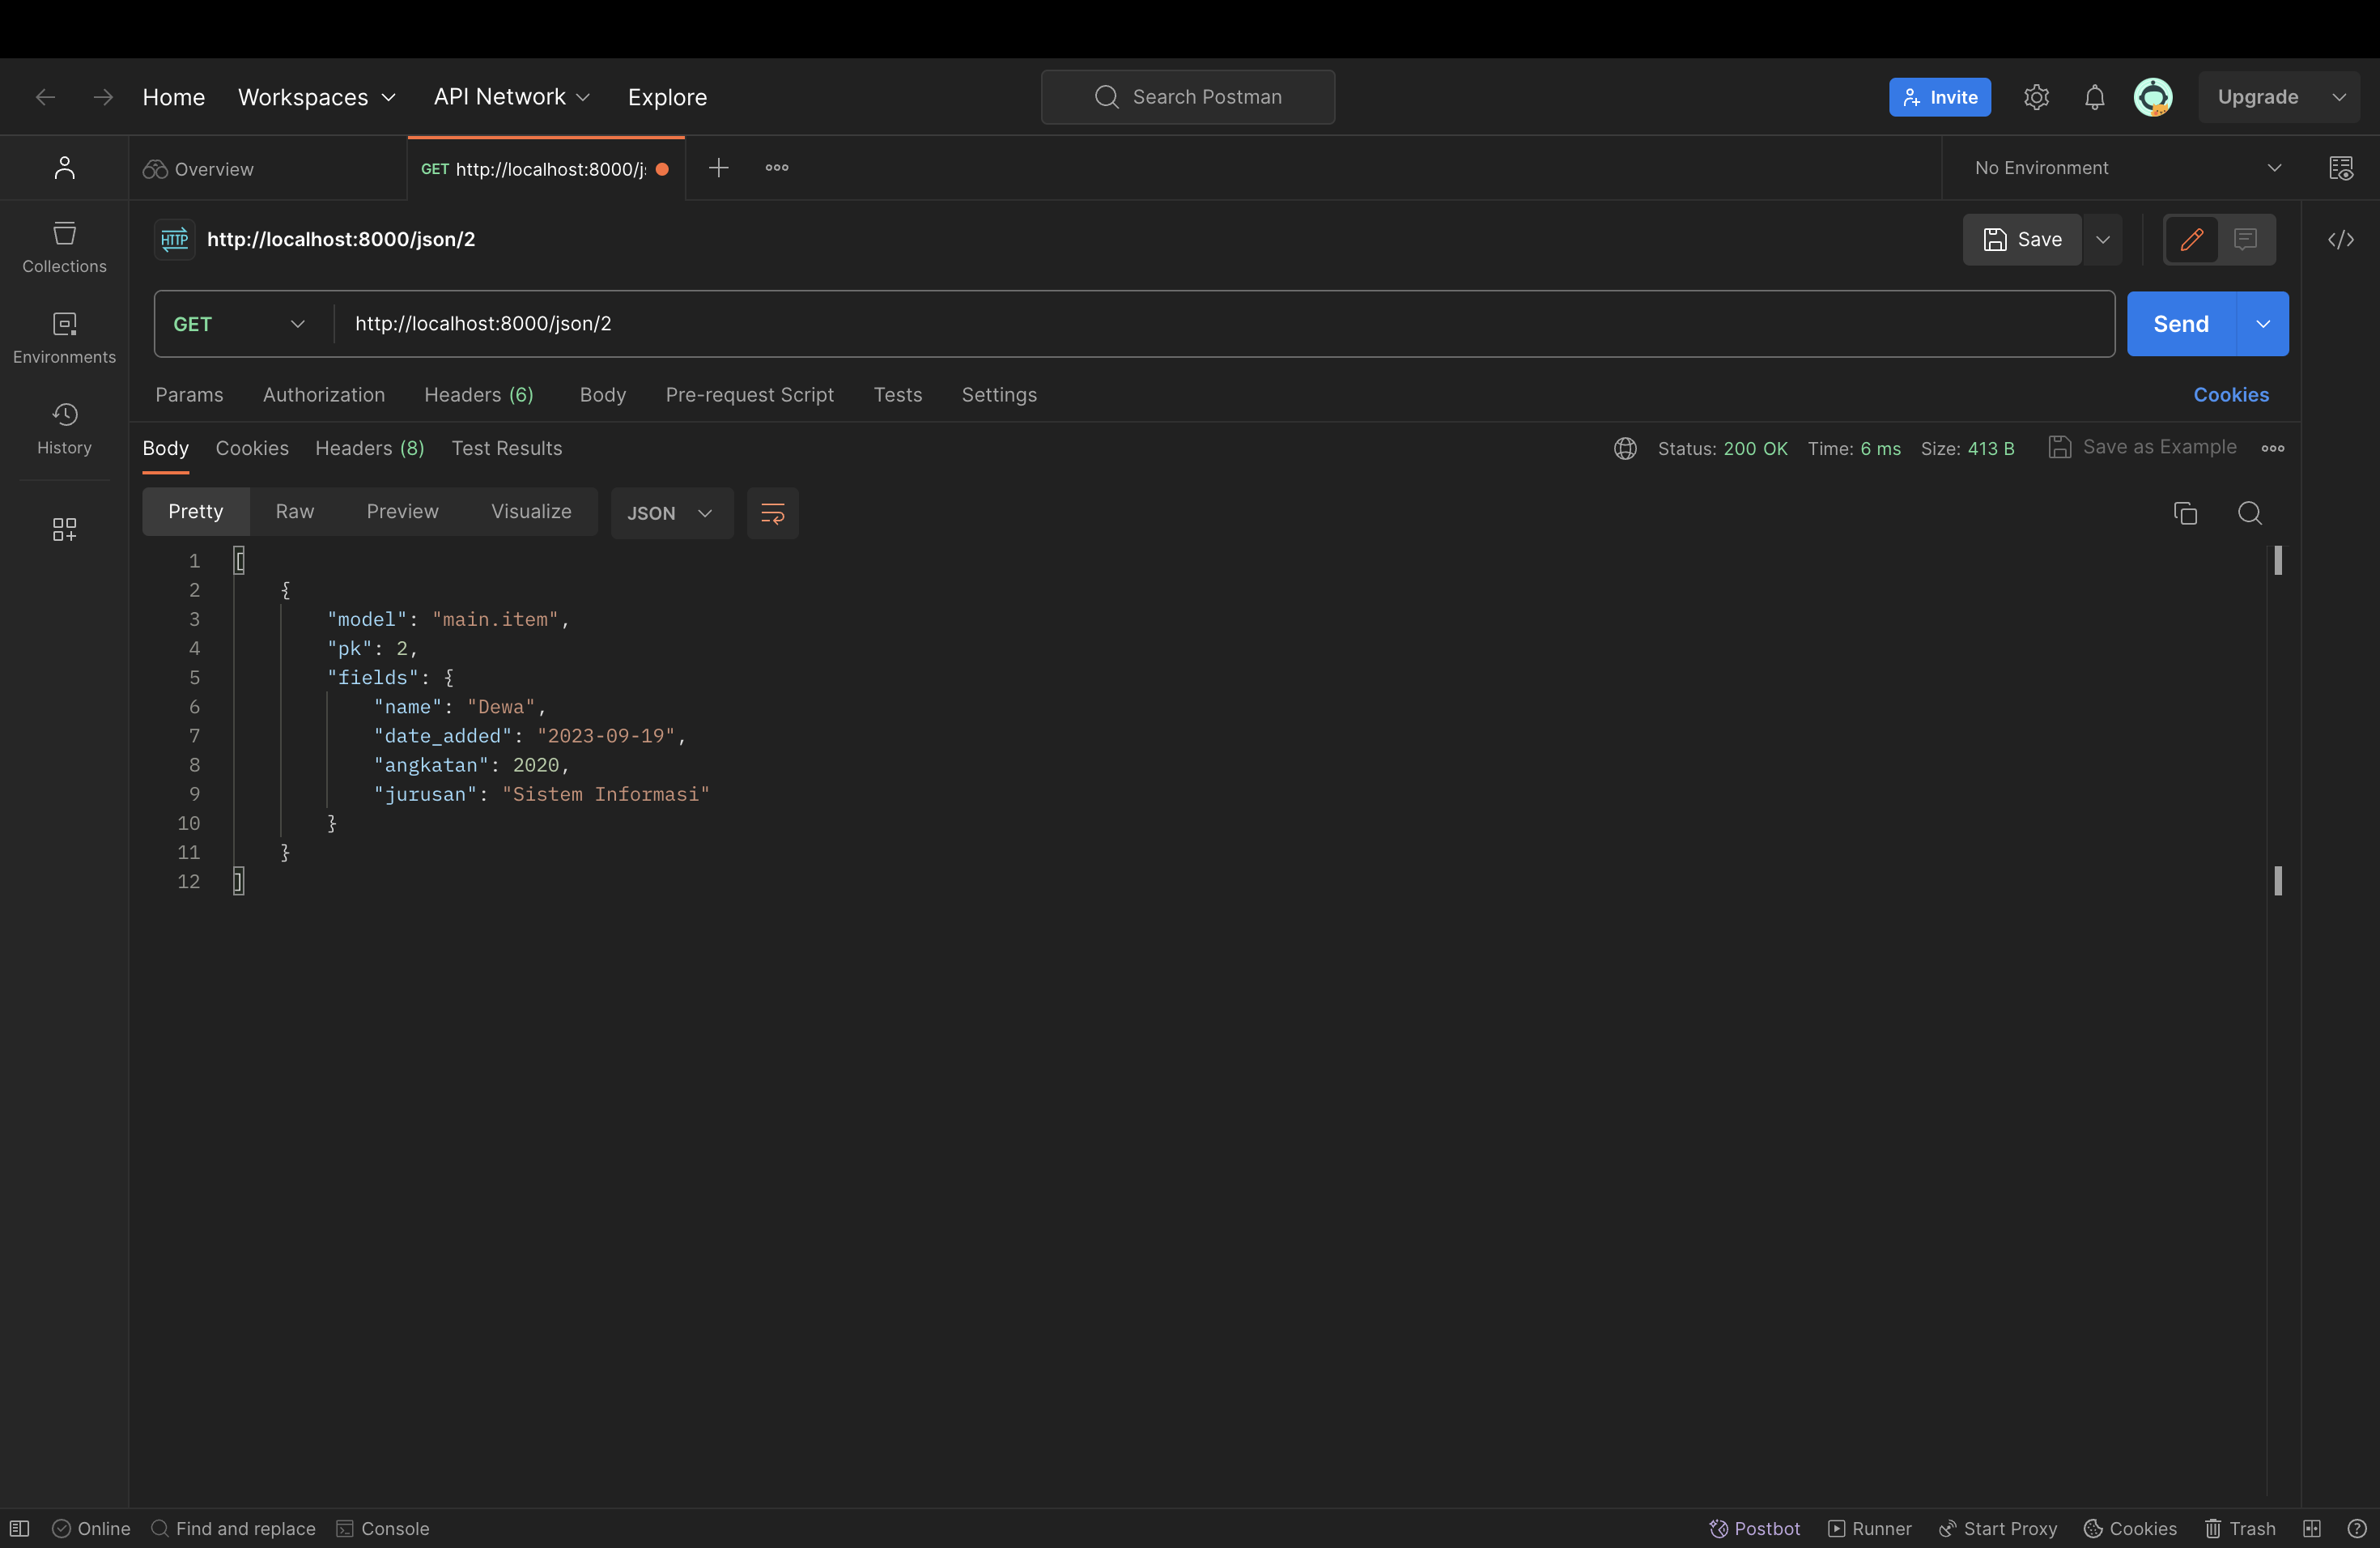 Home Workspaces API Network Explore Search Postman Invite Upgrade
Overview GET http://localhost:8000/j No Environment
HTTP http://localhost:8000/json/2 Save
Collections
GET http://localhost:8000/json/2 Send
Environments
Params Authorization Headers (6) Body Pre-request Script Tests Settings Cookies
History
Body Cookies Headers (8) Test Results Status: 200 OK Time: 6 ms Size: 413 B Save as Example
Pretty Raw Preview Visualize JSON
1 [
2 {
3 "model": "main.item",
4 "pk": 2,
5 "fields": {
6 "name": "Dewa",
7 "date_added": "2023-09-19",
8 "angkatan": 2020,
9 "jurusan": "Sistem Informasi"
10 }
11 }
12 ]
Online Find and replace Console Postbot Runner Start Proxy Cookies Trash